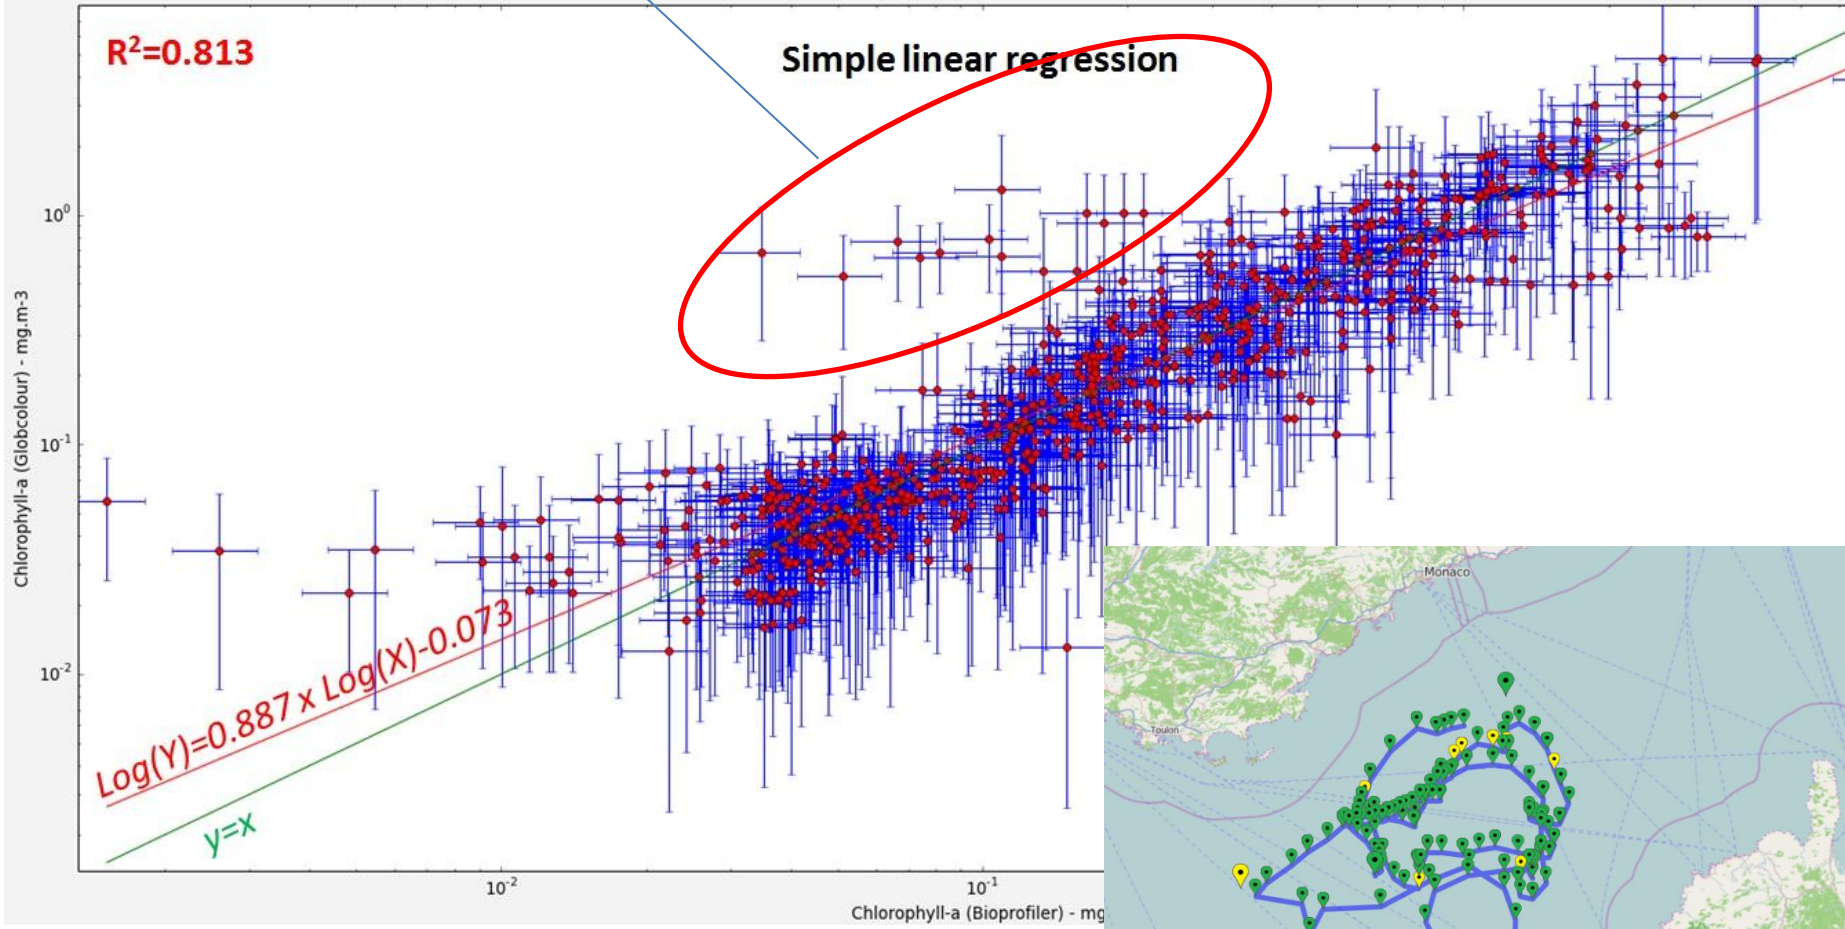 R²=0.813
Simple linear regression
Chlorophyll-a (Globcolour) - mg.m-3
10⁰
10⁻¹
10⁻²
Log(Y)=0.887 x Log(X)-0.073
y=x
10⁻²
10⁻¹
Chlorophyll-a (Bioprofiler) - mg
Monaco
Toulon